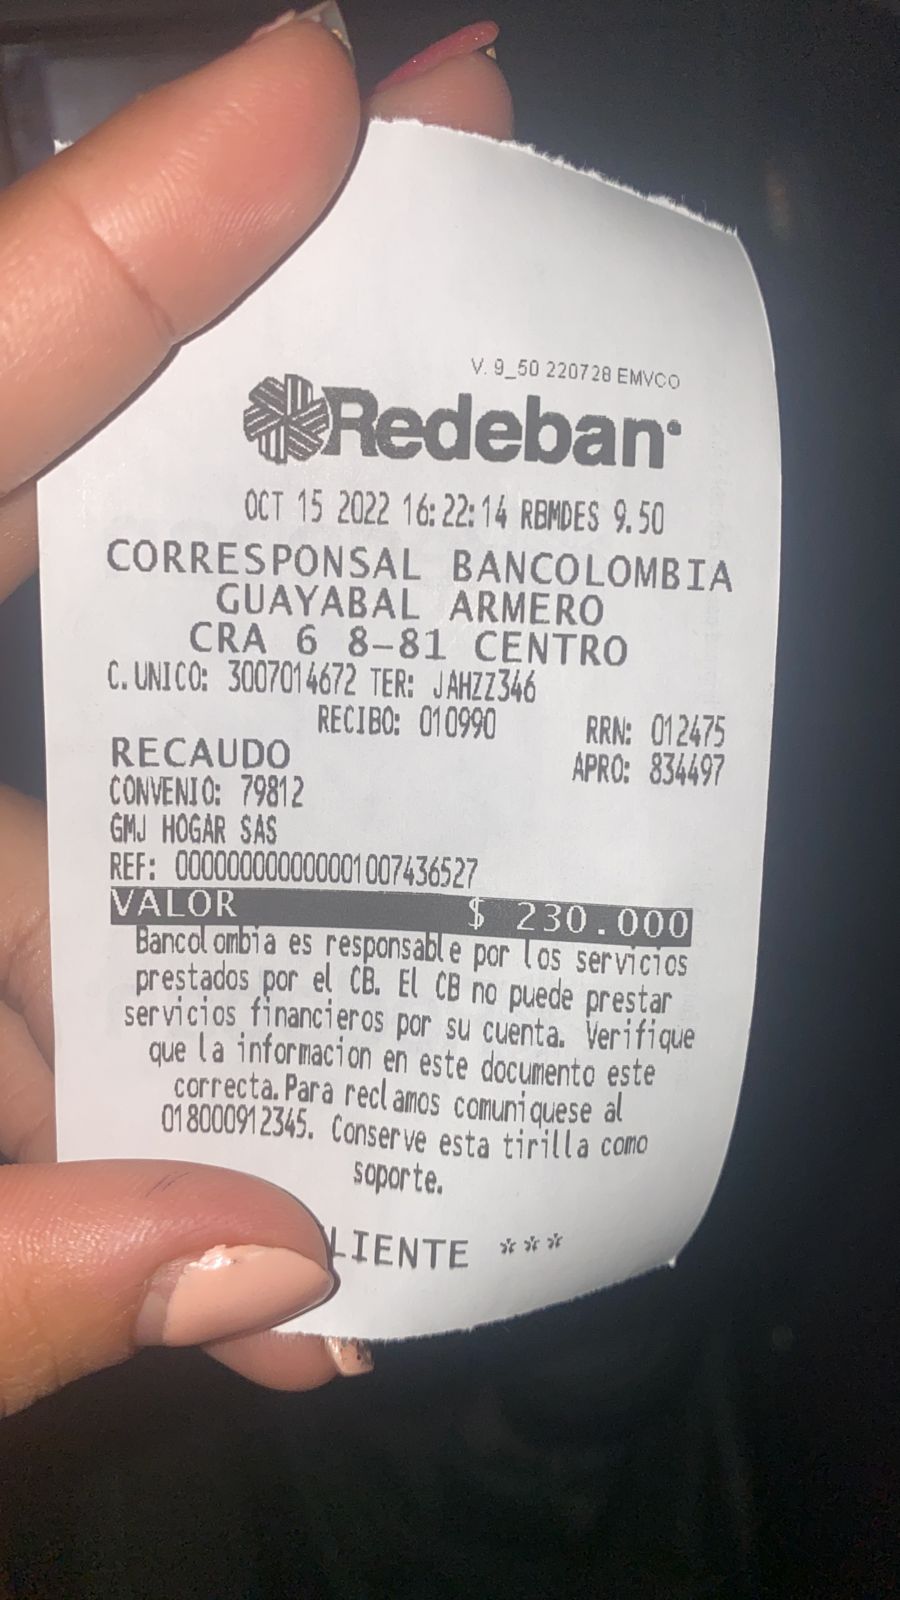 V. 9_50 220728 EMVCO
Redeban
OCT 15 2022 16:22:14 RBMDES 9.50
CORRESPONSAL BANCOLOMBIA
GUAYABAL ARMERO
CRA 6 8-81 CENTRO
C. UNICO: 3007014672 TER: JAHZZ346
RECIBO: 010990 RRN: 012475
RECAUDO APRO: 834497
CONVENIO: 79812
GMJ HOGAR SAS
REF: 00000000000001007436527
VALOR $ 230.000
Bancolombia es responsable por los servicios
prestados por el CB. El CB no puede prestar
servicios financieros por su cuenta. Verifique
que la informacion en este documento este
correcta. Para reclamos comuniquese al
018000912345. Conserve esta tirilla como
soporte.
LIENTE ***